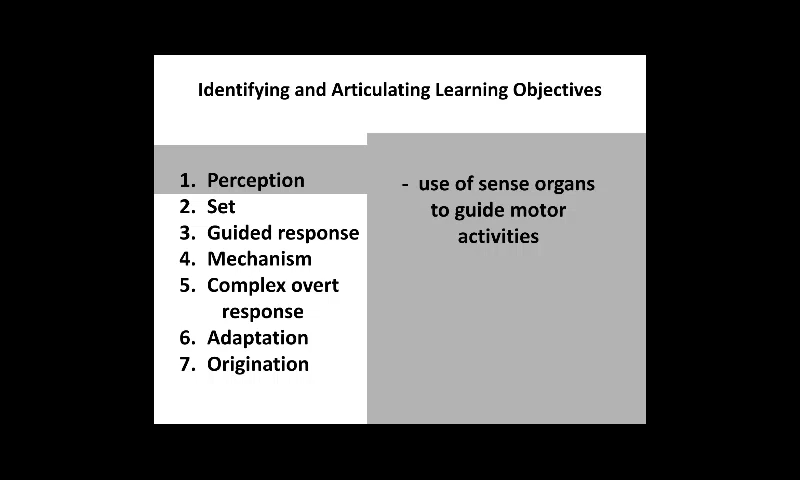 Identifying and Articulating Learning Objectives
1. Perception
2. Set
3. Guided response
4. Mechanism
5. Complex overt
response
6. Adaptation
7. Origination
- use of sense organs
to guide motor
activities